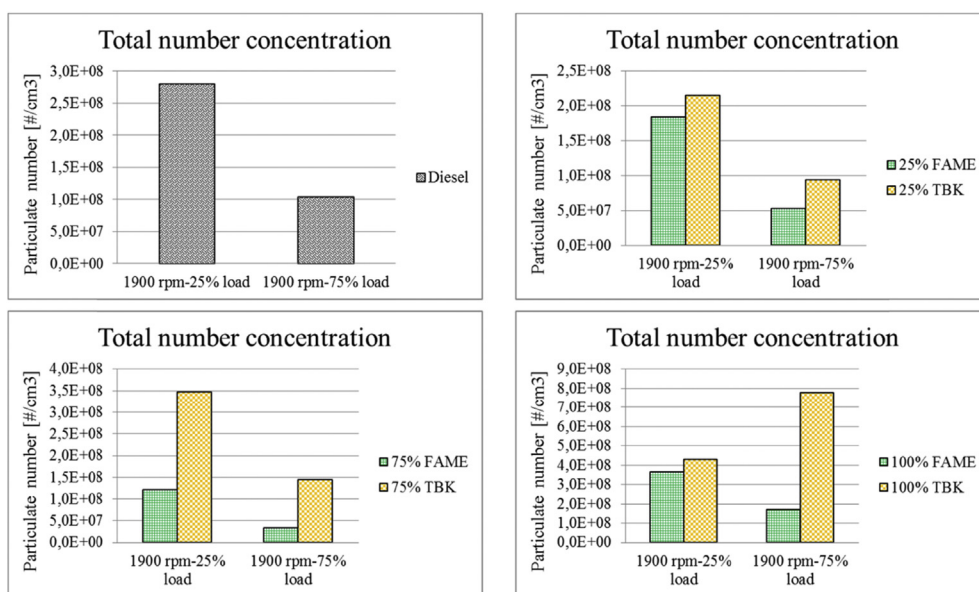 Total number concentration
Particulate number [#/cm3]
3,0E+08
2,5E+08
2,0E+08
1,5E+08
1,0E+08
5,0E+07
0,0E+00
1900 rpm-25% load
1900 rpm-75% load
Diesel
Total number concentration
Particulate number [#/cm3]
2,5E+08
2,0E+08
1,5E+08
1,0E+08
5,0E+07
0,0E+00
1900 rpm-25%
load
1900 rpm-75%
load
25% FAME
25% TBK
Total number concentration
Particulate number [#/cm3]
4,0E+08
3,5E+08
3,0E+08
2,5E+08
2,0E+08
1,5E+08
1,0E+08
5,0E+07
0,0E+00
1900 rpm-25%
load
1900 rpm-75%
load
75% FAME
75% TBK
Total number concentration
Particulate number [#/cm3]
9,0E+08
8,0E+08
7,0E+08
6,0E+08
5,0E+08
4,0E+08
3,0E+08
2,0E+08
1,0E+08
0,0E+00
1900 rpm-25%
load
1900 rpm-75%
load
100% FAME
100% TBK